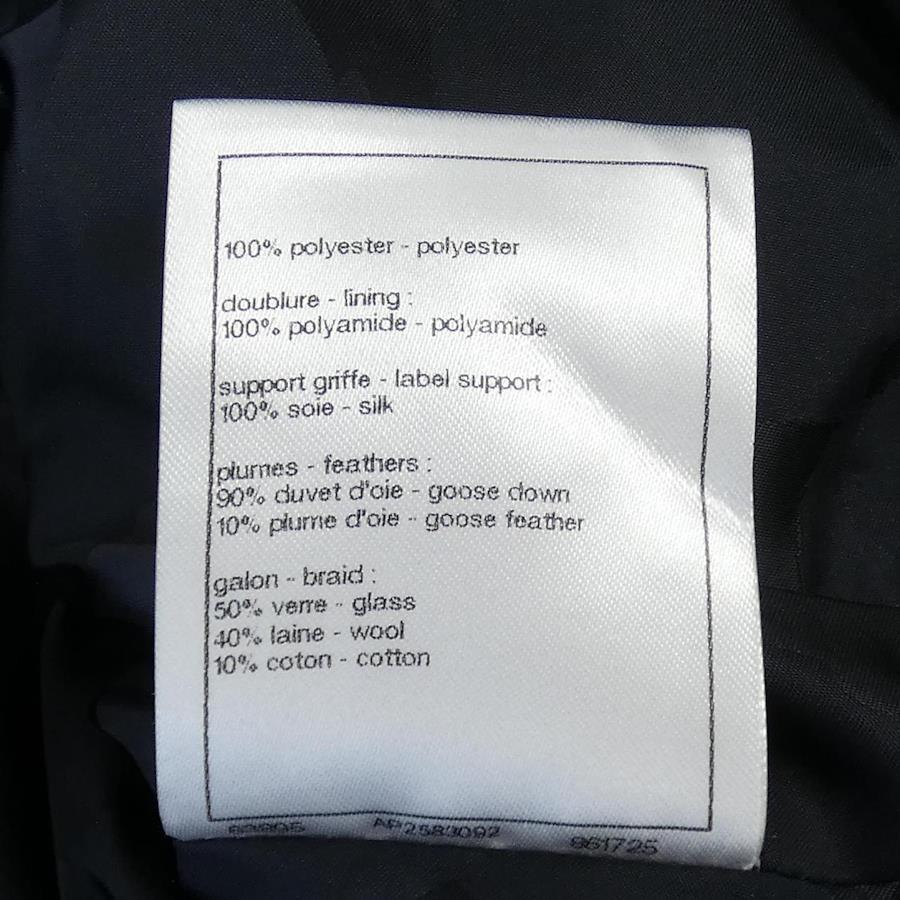 100% polyester - polyester
doublure - lining :
100% polyamide - polyamide
support griffe - label support :
100% soie - silk
plumes - feathers :
90% duvet d'oie - goose down
10% plume d'oie - goose feather
galon - braid :
50% verre - glass
40% laine - wool
10% coton - cotton
AP2583092 961725